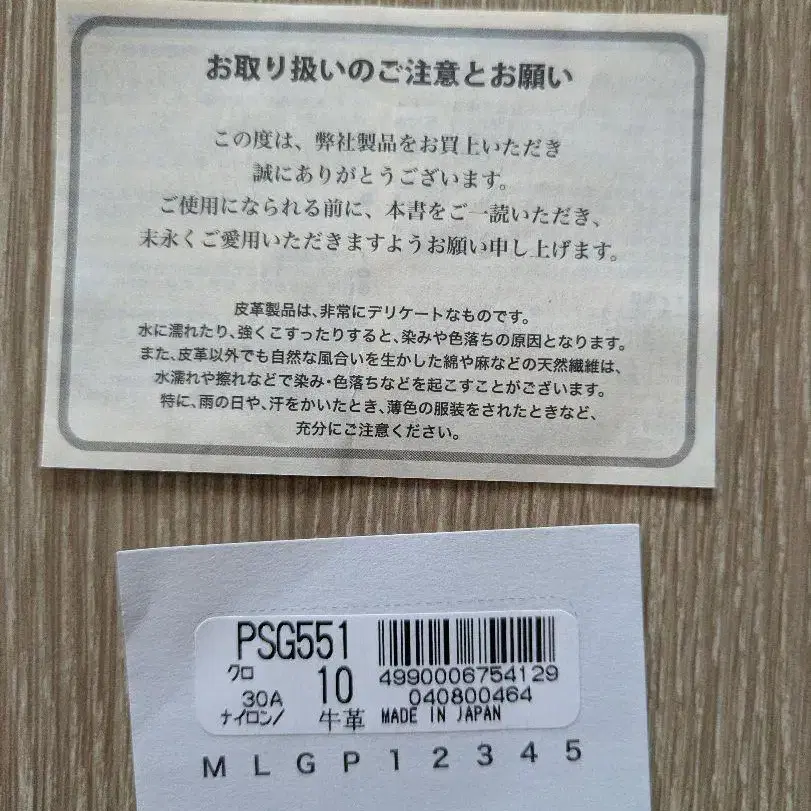 お取り扱いのご注意とお願い
この度は、弊社製品をお買上いただき
誠にありがとうございます。
ご使用になられる前に、本書をご一読いただき、
末永くご愛用いただきますようお願い申し上げます。
皮革製品は、非常にデリケートなものです。
水に濡れたり、強くこすったりすると、染みや色落ちの原因となります。
また、皮革以外でも自然な風合いを生かした綿や麻などの天然繊維は、
水濡れや擦れなどで染み・色落ちなどを起こすことがございます。
特に、雨の日や、汗をかいたとき、薄色の服装をされたときなど、
充分にご注意ください。
PSG551
クロ 10
4990006754129
30A
040800464
ナイロン/ 牛革 MADE IN JAPAN
M L G P 1 2 3 4 5